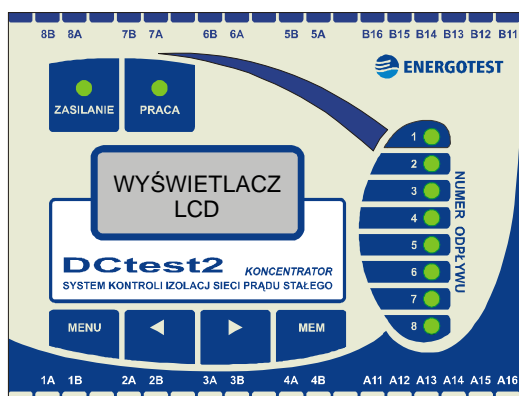 8B 8A 7B 7A 6B 6A 5B 5A B16 B15 B14 B13 B12 B11
ENERGOTEST
ZASILANIE PRACA
WYŚWIETLACZ
LCD
DCtest2 KONCENTRATOR
SYSTEM KONTROLI IZOLACJ SIECI PRĄDU STAŁEGO
1
2
3
4
5
6
7
8
NUMER ODPŁYWU
MENU MEM
1A 1B 2A 2B 3A 3B 4A 4B A11 A12 A13 A14 A15 A16